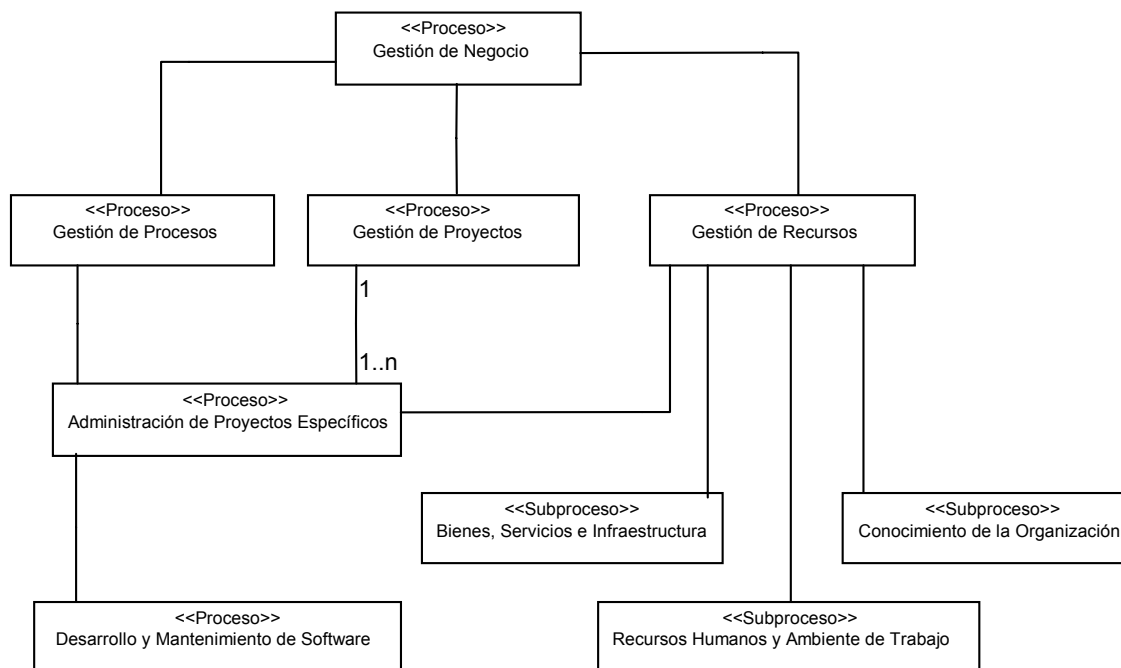 <<Proceso>>
Gestión de Negocio
<<Proceso>>
Gestión de Procesos
<<Proceso>>
Gestión de Proyectos
<<Proceso>>
Gestión de Recursos
1
1..n
<<Proceso>>
Administración de Proyectos Específicos
<<Subproceso>>
Bienes, Servicios e Infraestructura
<<Subproceso>>
Conocimiento de la Organización
<<Proceso>>
Desarrollo y Mantenimiento de Software
<<Subproceso>>
Recursos Humanos y Ambiente de Trabajo